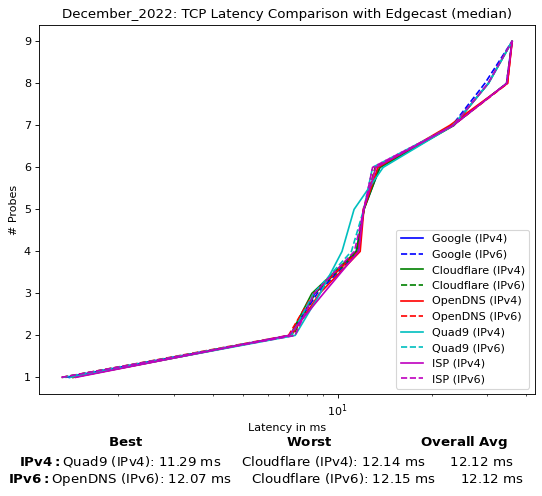 December_2022: TCP Latency Comparison with Edgecast (median)
# Probes
9
8
7
6
5
4
3
2
1
Google (IPv4)
Google (IPv6)
Cloudflare (IPv4)
Cloudflare (IPv6)
OpenDNS (IPv4)
OpenDNS (IPv6)
Quad9 (IPv4)
Quad9 (IPv6)
ISP (IPv4)
ISP (IPv6)
10¹
Latency in ms
Best Worst Overall Avg
IPv4: Quad9 (IPv4): 11.29 ms Cloudflare (IPv4): 12.14 ms 12.12 ms
IPv6: OpenDNS (IPv6): 12.07 ms Cloudflare (IPv6): 12.15 ms 12.12 ms